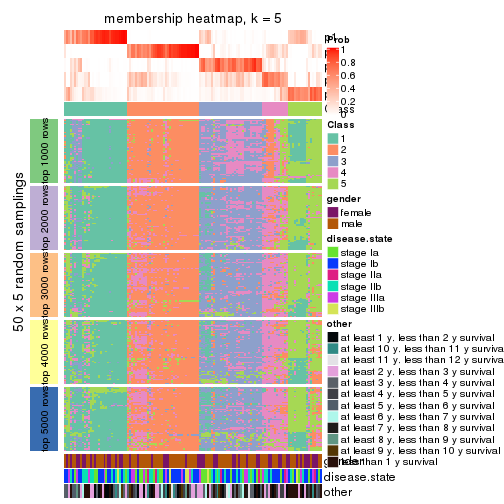 membership heatmap, k = 5
Prob
1
0.8
0.6
0.4
0.2
0
Class
1
2
3
4
5
gender
female
male
disease.state
stage Ia
stage Ib
stage IIa
stage IIb
stage IIIa
stage IIIb
other
at least 1 y. less than 2 y survival
at least 10 y. less than 11 y survival
at least 11 y. less than 12 y survival
at least 2 y. less than 3 y survival
at least 3 y. less than 4 y survival
at least 4 y. less than 5 y survival
at least 5 y. less than 6 y survival
at least 6 y. less than 7 y survival
at least 7 y. less than 8 y survival
at least 8 y. less than 9 y survival
at least 9 y. less than 10 y survival
less than 1 y survival
disease.state
other
50 x 5 random samplings
top 1000 rows
top 2000 rows
top 3000 rows
top 4000 rows
top 5000 rows